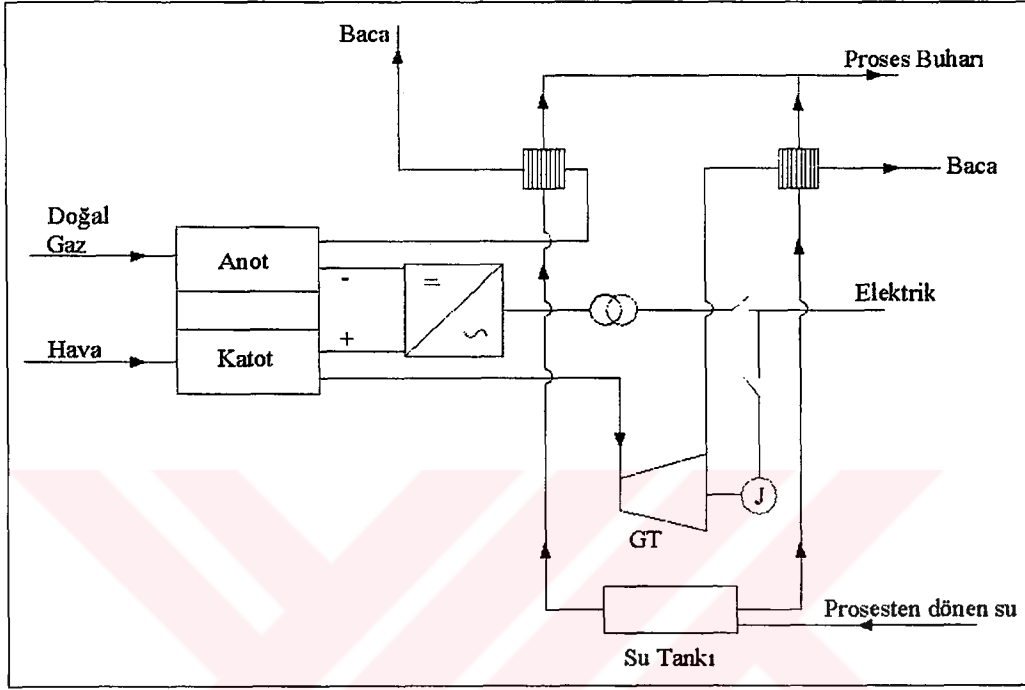 Baca
Proses Buharı
Baca
Doğal
Gaz
Anot
-
=
Elektrik
+
Hava
Katot
J
GT
Prosesten dönen su
Su Tankı